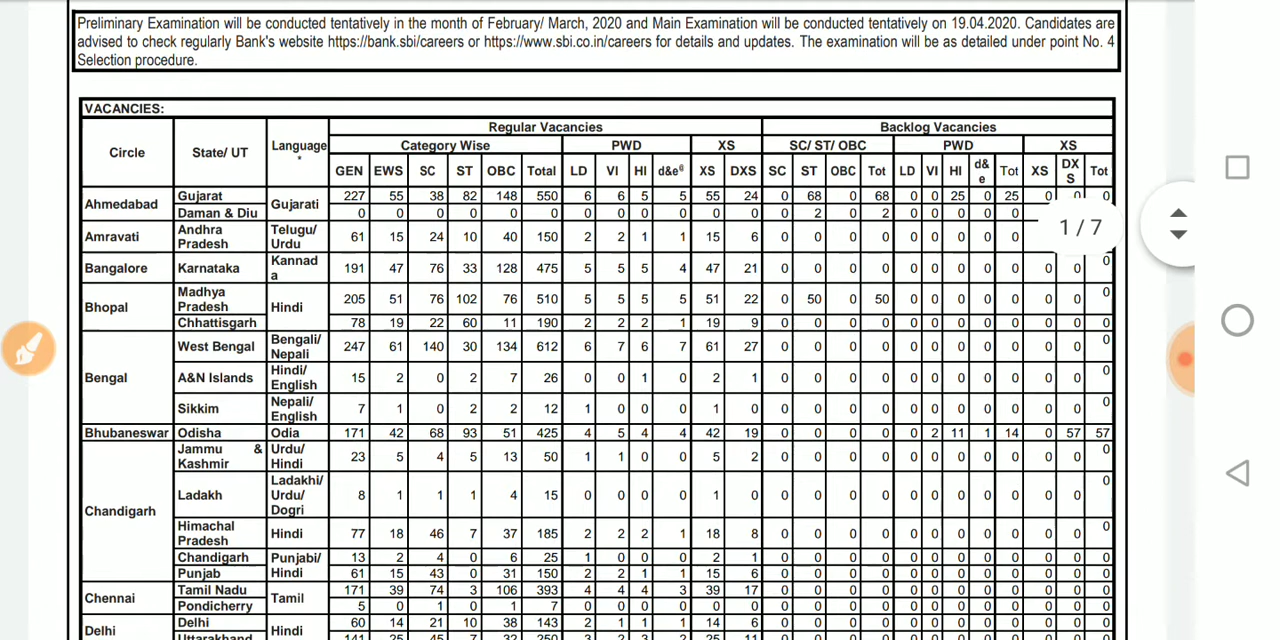 Preliminary Examination will be conducted tentatively in the month of February/ March, 2020 and Main Examination will be conducted tentatively on 19.04.2020. Candidates are
advised to check regularly Bank's website https://bank.sbi/careers or https://www.sbi.co.in/careers for details and updates. The examination will be as detailed under point No. 4
Selection procedure.
VACANCIES:
Circle State/ UT Language * Regular Vacancies Backlog Vacancies
Category Wise PWD XS SC/ ST/ OBC PWD XS
GEN EWS SC ST OBC Total LD VI HI d&e@ XS DXS SC ST OBC Tot LD VI HI d& e Tot XS DX S Tot
Ahmedabad Gujarat Gujarati 227 55 38 82 148 550 6 6 5 5 55 24 0 68 0 68 0 0 25 0 25 0 0 0
Daman & Diu 0 0 0 0 0 0 0 0 0 0 0 0 0 2 0 2 0 0 0 0 0
1 / 7
Amravati Andhra Pradesh Telugu/ Urdu 61 15 24 10 40 150 2 2 1 1 15 6 0 0 0 0 0 0 0 0 0
Bangalore Karnataka Kannad a 191 47 76 33 128 475 5 5 5 4 47 21 0 0 0 0 0 0 0 0 0 0 0 0
Bhopal Madhya Pradesh Hindi 205 51 76 102 76 510 5 5 5 5 51 22 0 50 0 50 0 0 0 0 0 0 0 0
Chhattisgarh 78 19 22 60 11 190 2 2 2 1 19 9 0 0 0 0 0 0 0 0 0 0 0 0
Bengal West Bengal Bengali/ Nepali 247 61 140 30 134 612 6 7 6 7 61 27 0 0 0 0 0 0 0 0 0 0 0 0
A&N Islands Hindi/ English 15 2 0 2 7 26 0 0 1 0 2 1 0 0 0 0 0 0 0 0 0 0 0 0
Sikkim Nepali/ English 7 1 0 2 2 12 1 0 0 0 1 0 0 0 0 0 0 0 0 0 0 0 0 0
Bhubaneswar Odisha Odia 171 42 68 93 51 425 4 5 4 4 42 19 0 0 0 0 0 2 11 1 14 0 57 57
Chandigarh Jammu & Kashmir Urdu/ Hindi 23 5 4 5 13 50 1 1 0 0 5 2 0 0 0 0 0 0 0 0 0 0 0 0
Ladakh Ladakhi/ Urdu/ Dogri 8 1 1 1 4 15 0 0 0 0 1 0 0 0 0 0 0 0 0 0 0 0 0 0
Himachal Pradesh Hindi 77 18 46 7 37 185 2 2 2 1 18 8 0 0 0 0 0 0 0 0 0 0 0 0
Chandigarh Punjabi/ Hindi 13 2 4 0 6 25 1 0 0 0 2 1 0 0 0 0 0 0 0 0 0 0 0 0
Punjab 61 15 43 0 31 150 2 2 1 1 15 6 0 0 0 0 0 0 0 0 0 0 0 0
Chennai Tamil Nadu Tamil 171 39 74 3 106 393 4 4 4 3 39 17 0 0 0 0 0 0 0 0 0 0 0 0
Pondicherry 5 0 1 0 1 7 0 0 0 0 0 0 0 0 0 0 0 0 0 0 0 0 0 0
Delhi Delhi Hindi 60 14 21 10 38 143 2 1 1 1 14 6 0 0 0 0 0 0 0 0 0 0 0 0
Uttarakhand 141 25 45 7 32 250 3 2 3 2 25 11 0 0 0 0 0 0 0 0 0 0 0 0